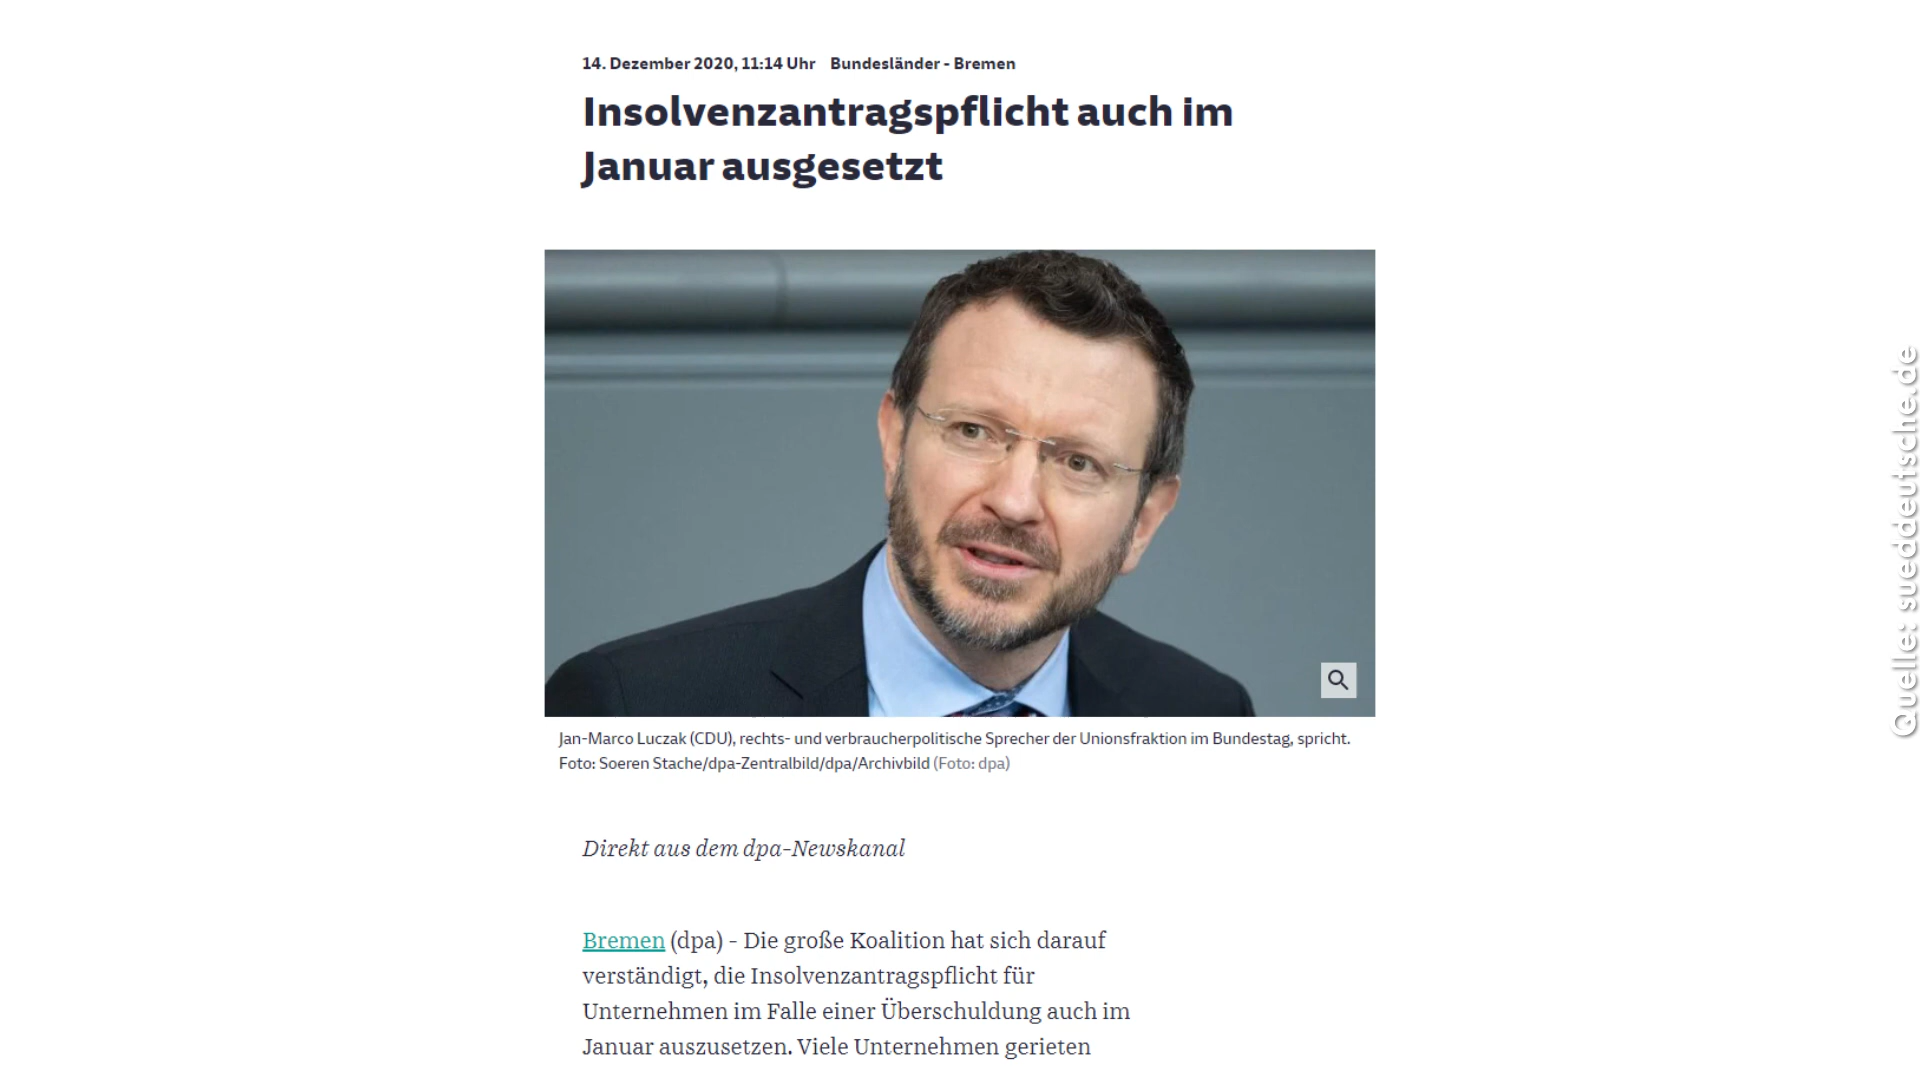 14. Dezember 2020, 11:14 Uhr Bundesländer - Bremen
Insolvenzantragspflicht auch im
Januar ausgesetzt
Jan-Marco Luczak (CDU), rechts- und verbraucherpolitische Sprecher der Unionsfraktion im Bundestag, spricht.
Foto: Soeren Stache/dpa-Zentralbild/dpa/Archivbild (Foto: dpa)
Direkt aus dem dpa-Newskanal
Bremen (dpa) - Die große Koalition hat sich darauf
verständigt, die Insolvenzantragspflicht für
Unternehmen im Falle einer Überschuldung auch im
Januar auszusetzen. Viele Unternehmen gerieten
Quelle: sueddeutsche.de